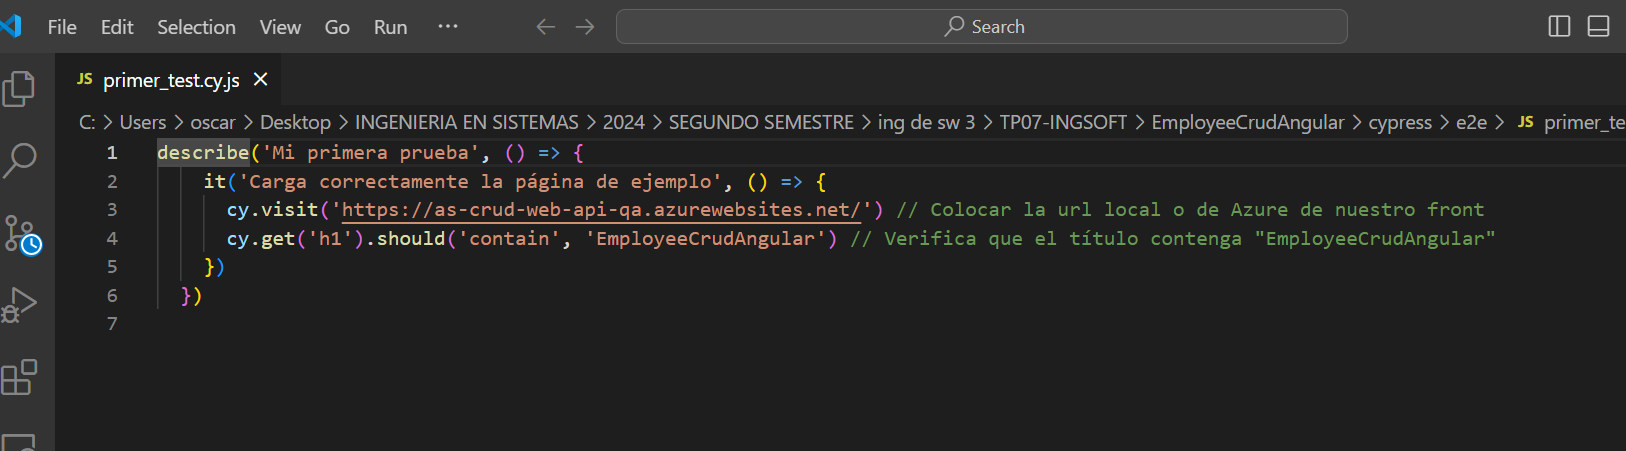 File Edit Selection View Go Run ··· Search
JS primer_test.cy.js
C: > Users > oscar > Desktop > INGENIERIA EN SISTEMAS > 2024 > SEGUNDO SEMESTRE > ing de sw 3 > TP07-INGSOFT > EmployeeCrudAngular > cypress > e2e > JS primer_te
1 describe('Mi primera prueba', () => {
2 it('Carga correctamente la página de ejemplo', () => {
3 cy.visit('https://as-crud-web-api-qa.azurewebsites.net/') // Colocar la url local o de Azure de nuestro front
4 cy.get('h1').should('contain', 'EmployeeCrudAngular') // Verifica que el título contenga "EmployeeCrudAngular"
5 })
6 })
7